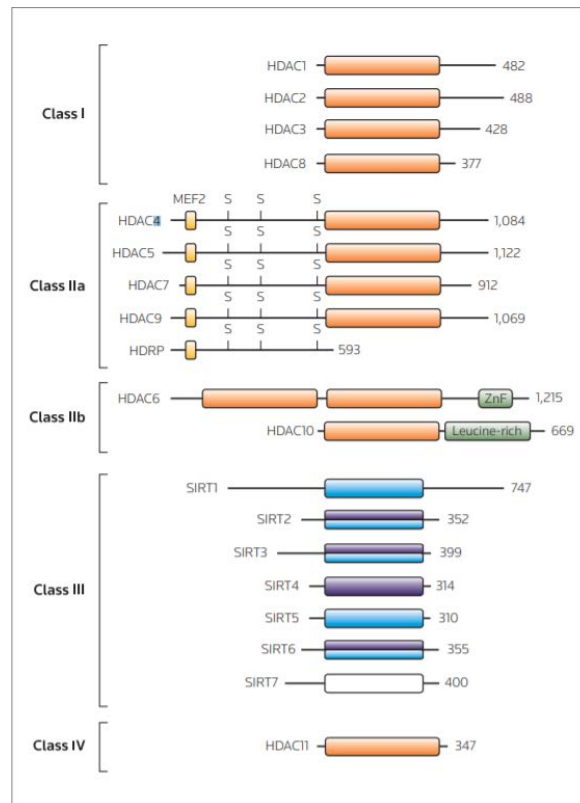 HDAC1 482
HDAC2 488
Class I
HDAC3 428
HDAC8 377
MEF2 S S S
HDAC4 1,084
S S S
HDAC5 1,122
S S S
Class IIa
HDAC7 912
S S S
HDAC9 1,069
S S S
HDRP 593
HDAC6 ZnF 1,215
Class IIb
HDAC10 Leucine-rich 669
SIRT1 747
SIRT2 352
SIRT3 399
Class III
SIRT4 314
SIRT5 310
SIRT6 355
SIRT7 400
Class IV
HDAC11 347